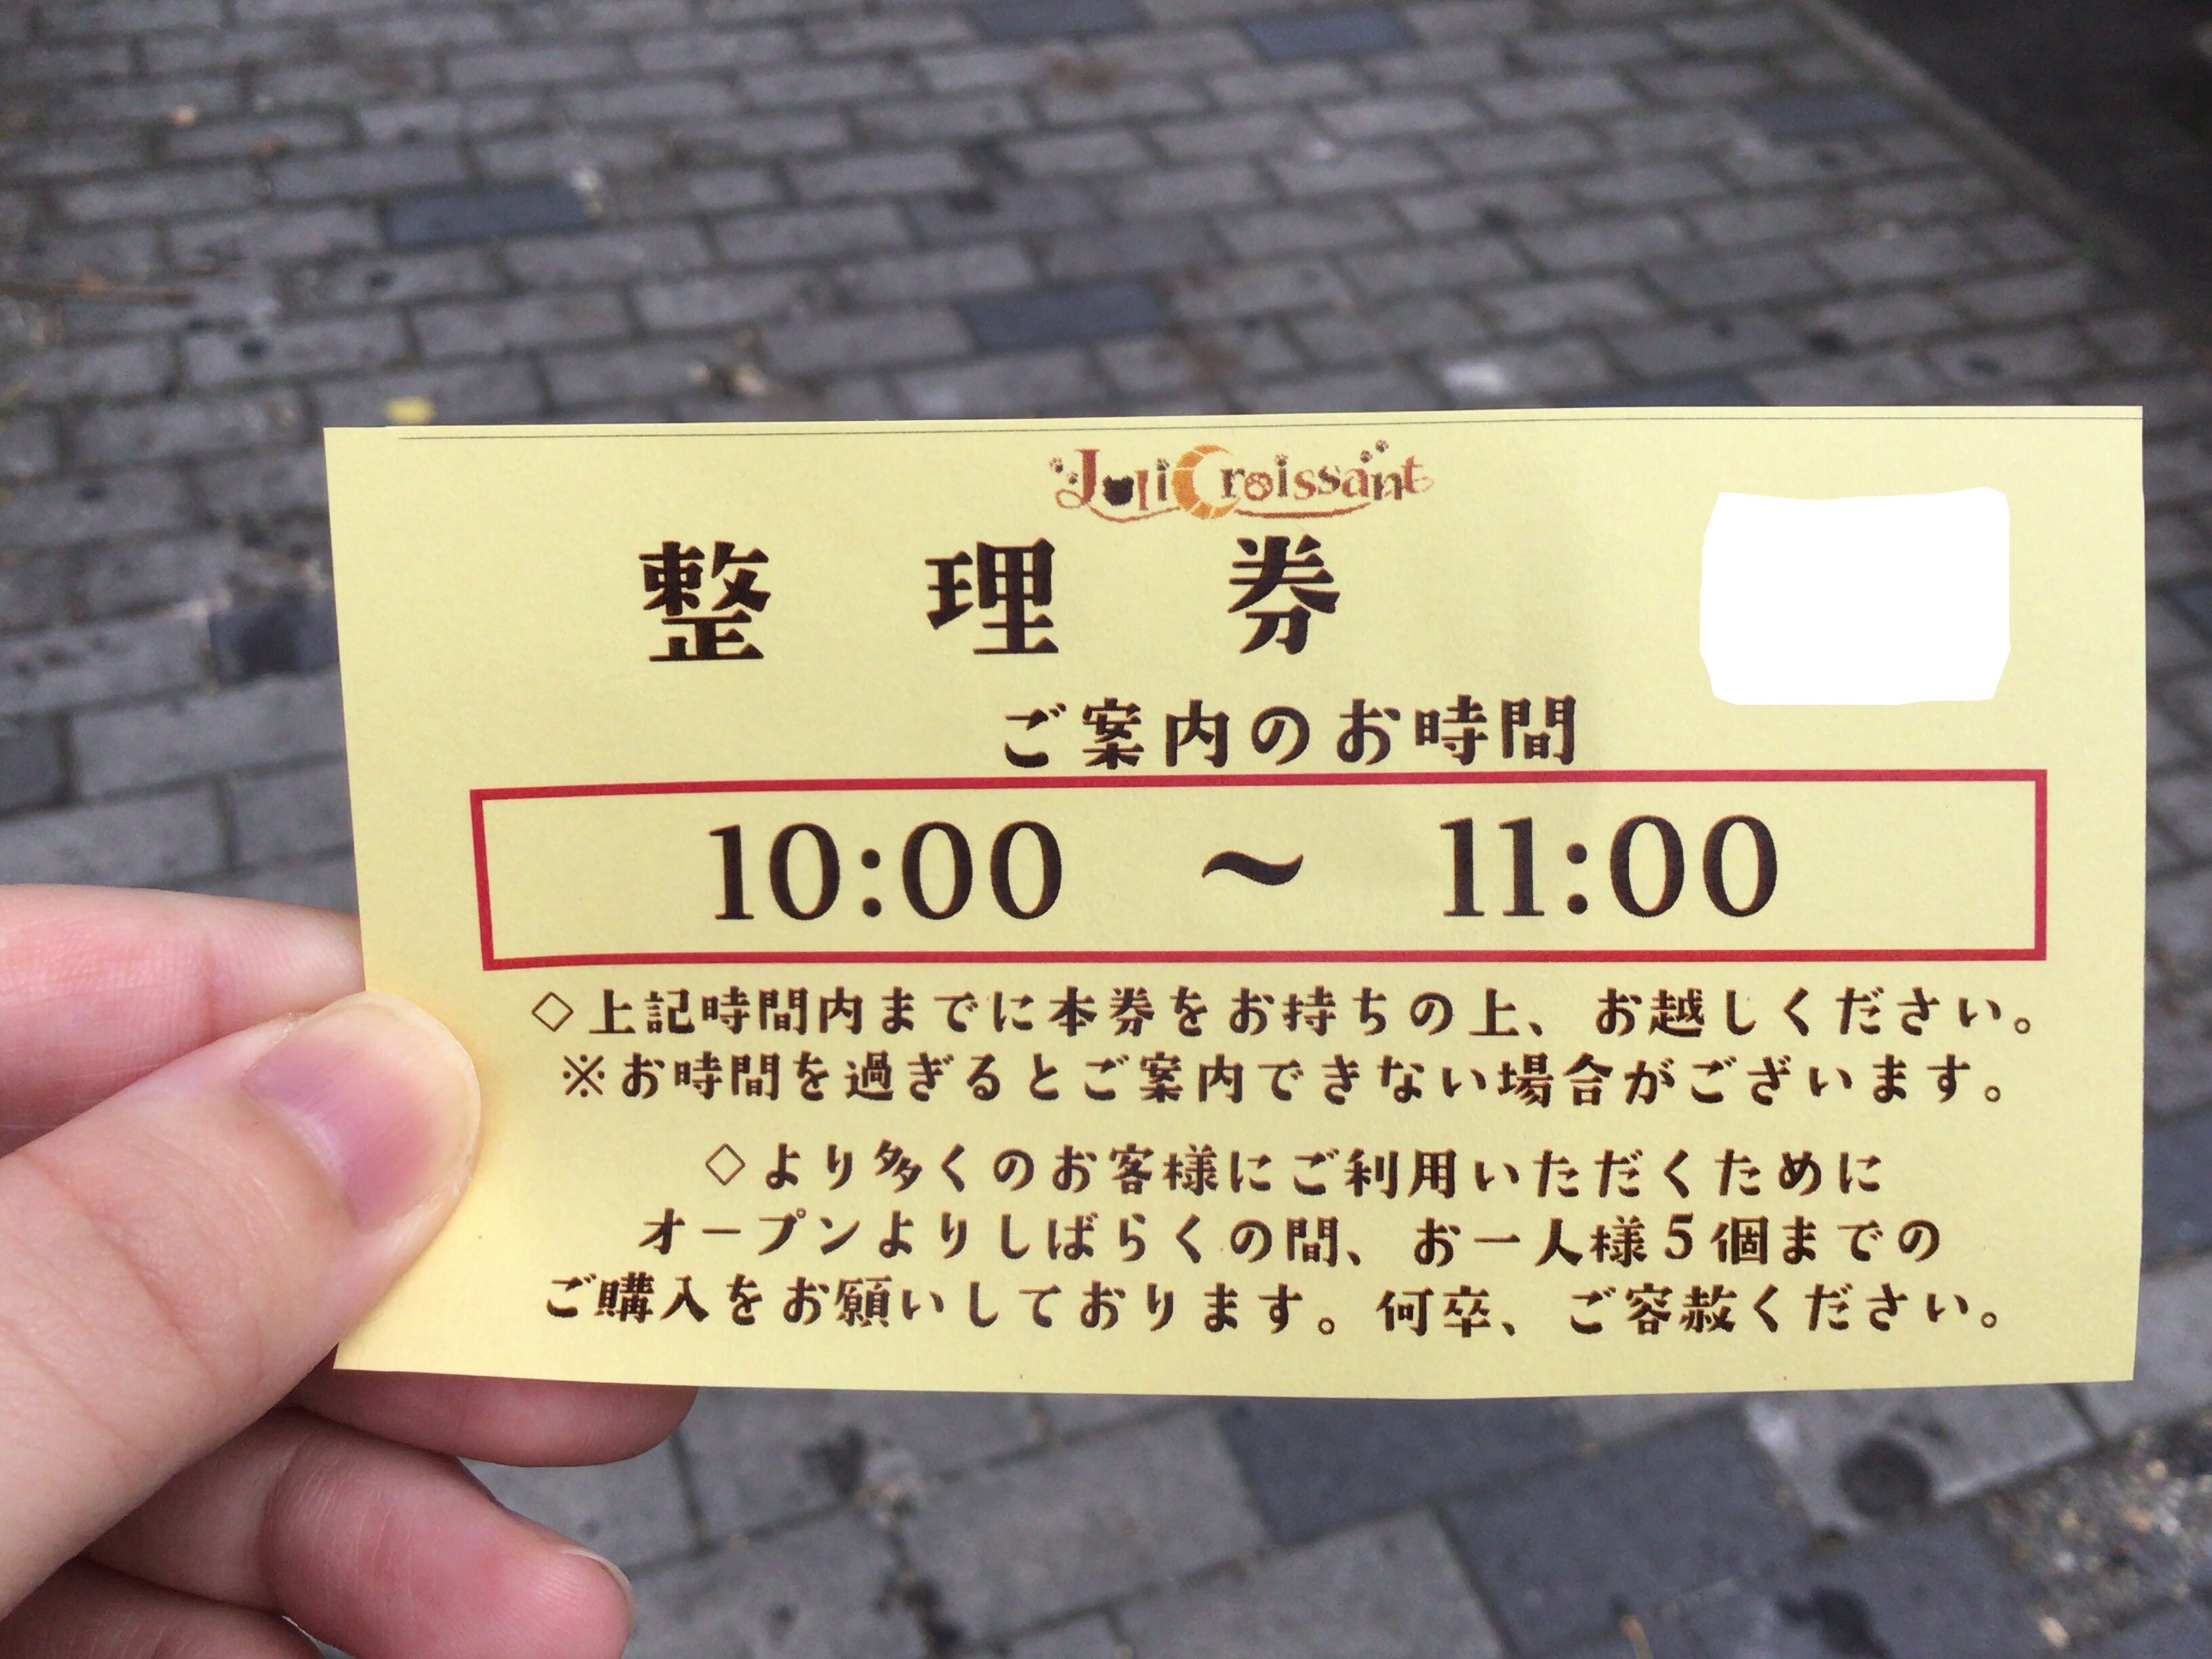 Joli Croissant
整理券
ご案内のお時間
10:00 ～ 11:00
◇上記時間内までに本券をお持ちの上、お越しください。
※お時間を過ぎるとご案内できない場合がございます。
◇より多くのお客様にご利用いただくために
オープンよりしばらくの間、お一人様5個までの
ご購入をお願いしております。何卒、ご容赦ください。